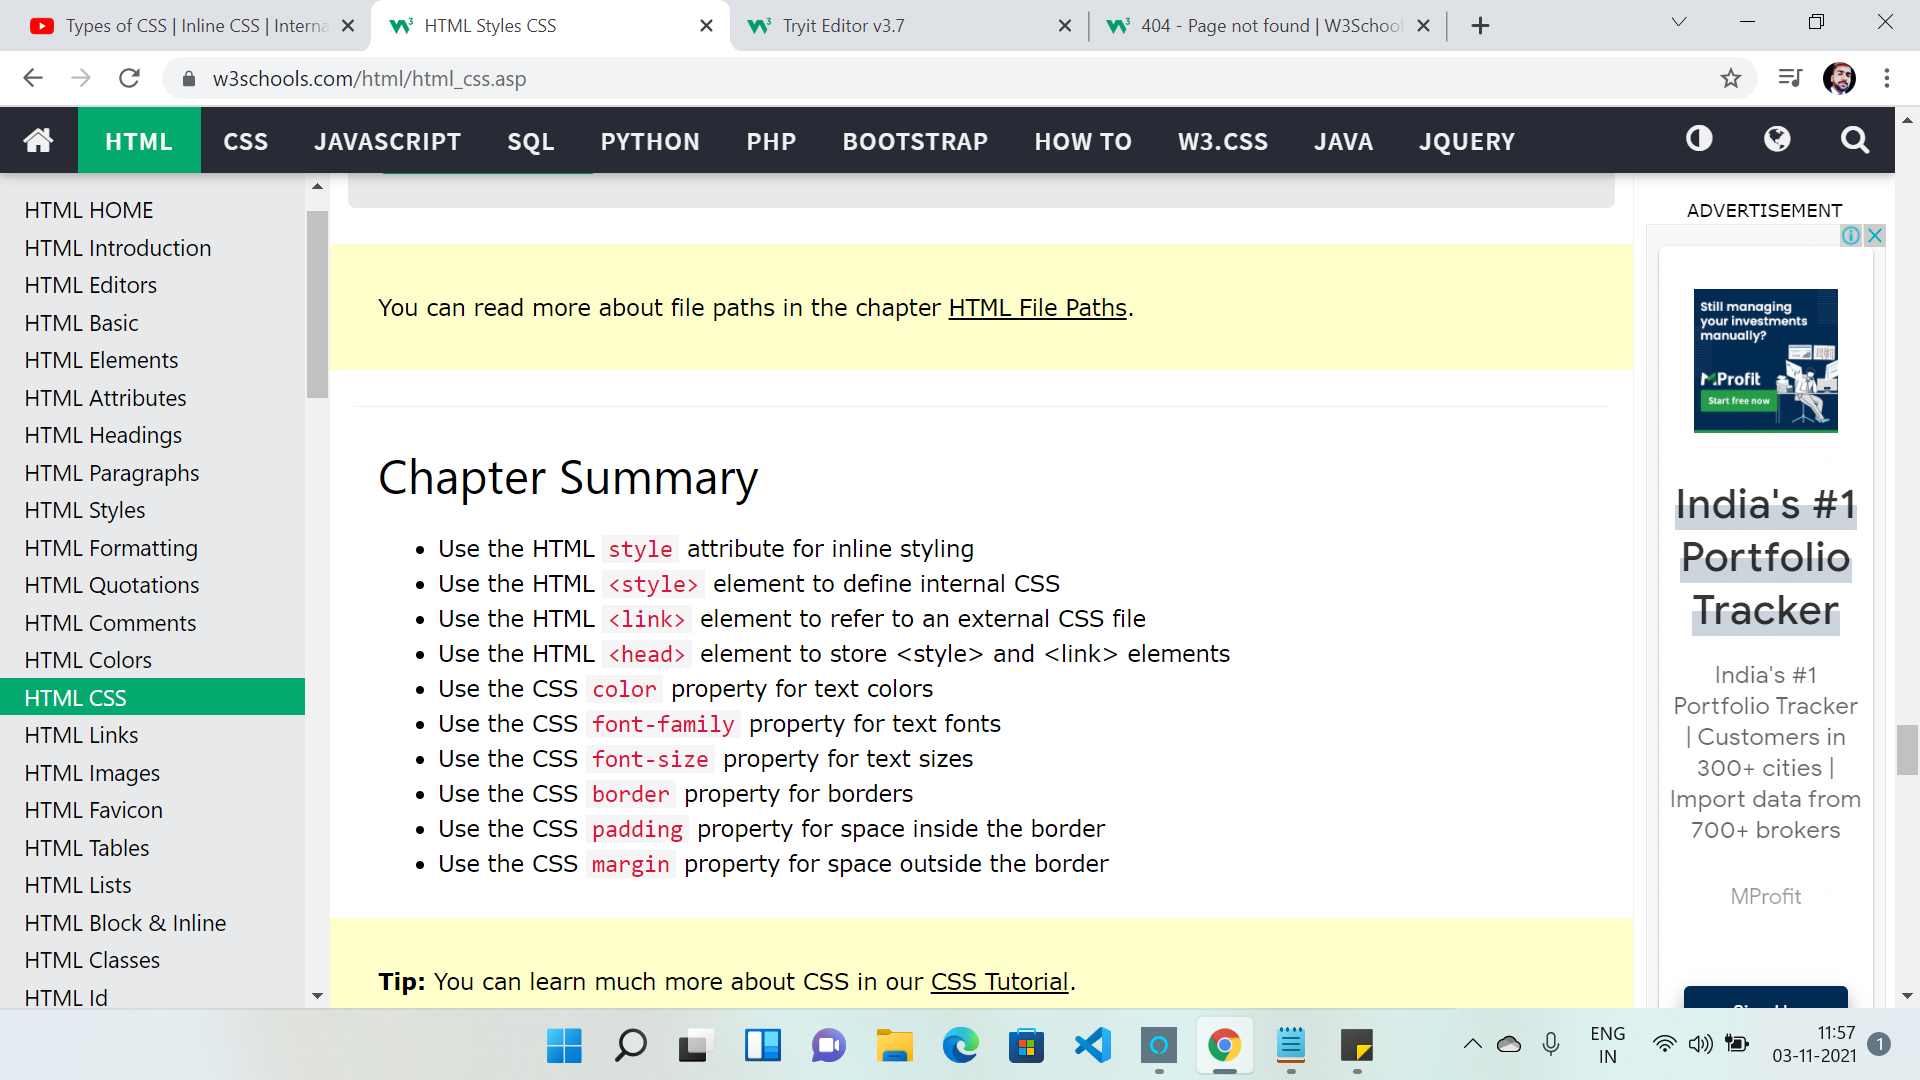 Types of CSS | Inline CSS | Interna
HTML Styles CSS
Tryit Editor v3.7
404 - Page not found | W3School
w3schools.com/html/html_css.asp
HTML
CSS
JAVASCRIPT
SQL
PYTHON
PHP
BOOTSTRAP
HOW TO
W3.CSS
JAVA
JQUERY
HTML HOME
HTML Introduction
HTML Editors
HTML Basic
HTML Elements
HTML Attributes
HTML Headings
HTML Paragraphs
HTML Styles
HTML Formatting
HTML Quotations
HTML Comments
HTML Colors
HTML CSS
HTML Links
HTML Images
HTML Favicon
HTML Tables
HTML Lists
HTML Block & Inline
HTML Classes
HTML Id
You can read more about file paths in the chapter HTML File Paths.
Chapter Summary
Use the HTML style attribute for inline styling
Use the HTML <style> element to define internal CSS
Use the HTML <link> element to refer to an external CSS file
Use the HTML <head> element to store <style> and <link> elements
Use the CSS color property for text colors
Use the CSS font-family property for text fonts
Use the CSS font-size property for text sizes
Use the CSS border property for borders
Use the CSS padding property for space inside the border
Use the CSS margin property for space outside the border
Tip: You can learn much more about CSS in our CSS Tutorial.
ADVERTISEMENT
Still managing
your investments
manually?
MProfit
Start free now
India's #1
Portfolio
Tracker
India's #1
Portfolio Tracker
| Customers in
300+ cities |
Import data from
700+ brokers
MProfit
ENG
IN
11:57
03-11-2021
1